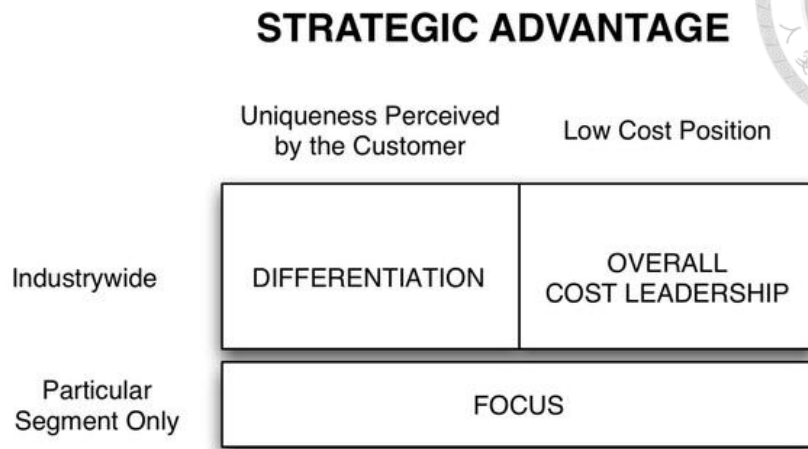 STRATEGIC ADVANTAGE
Uniqueness Perceived
by the Customer
Low Cost Position
Industrywide
DIFFERENTIATION
OVERALL
COST LEADERSHIP
Particular
Segment Only
FOCUS